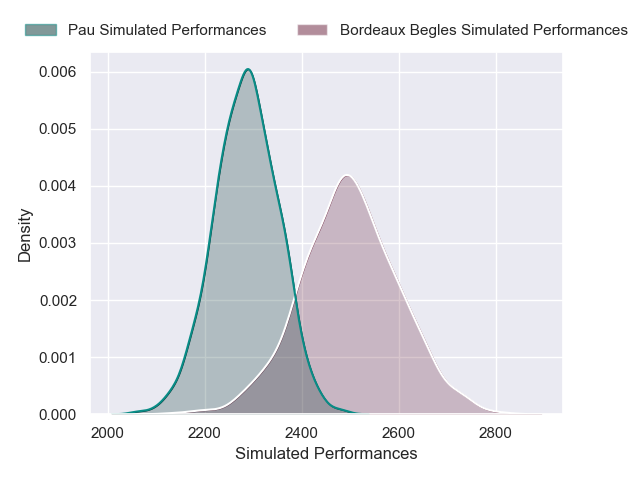 Pau Simulated Performances
Bordeaux Begles Simulated Performances
0.006
0.005
0.004
0.003
0.002
0.001
0.000
Density
2000 2200 2400 2600 2800
Simulated Performances